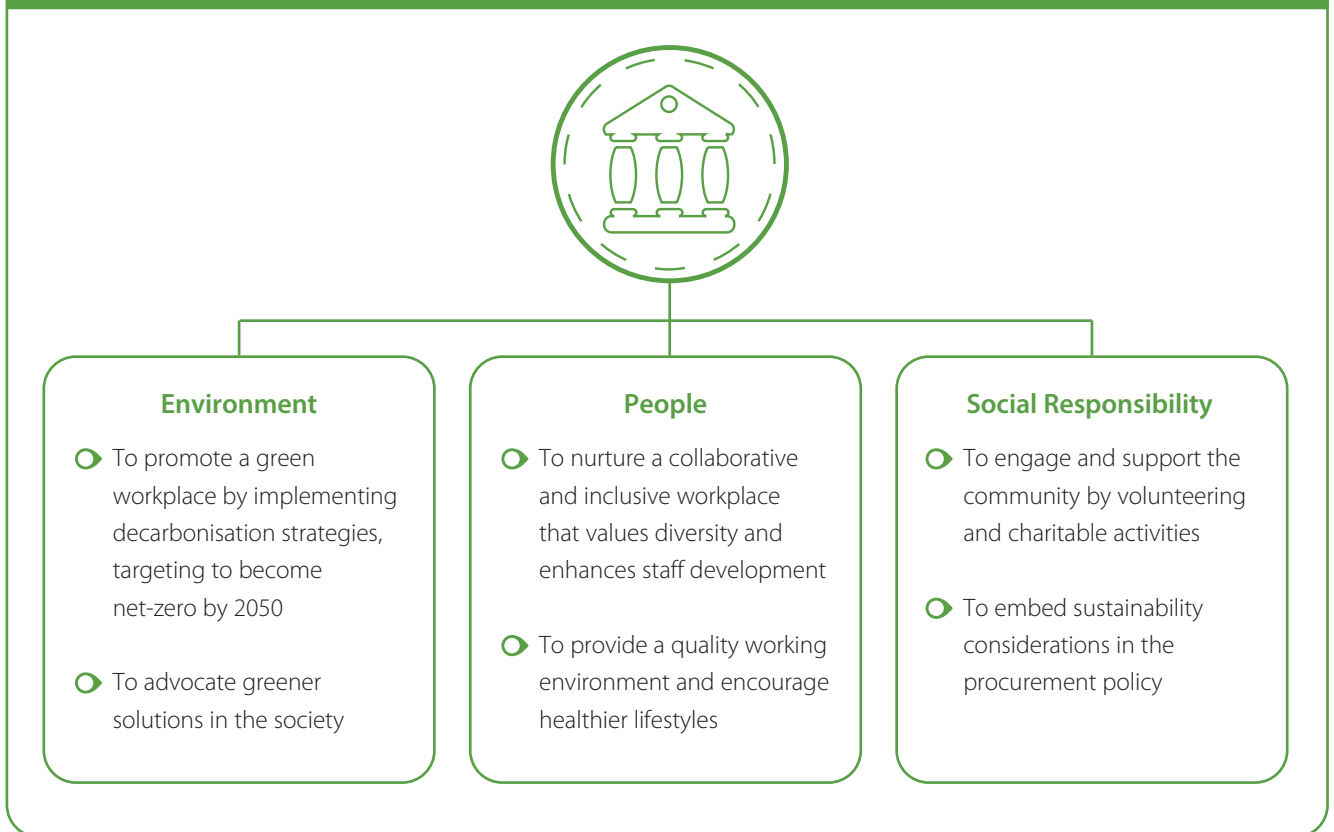 Environment
To promote a green
workplace by implementing
decarbonisation strategies,
targeting to become
net-zero by 2050
To advocate greener
solutions in the society
People
To nurture a collaborative
and inclusive workplace
that values diversity and
enhances staff development
To provide a quality working
environment and encourage
healthier lifestyles
Social Responsibility
To engage and support the
community by volunteering
and charitable activities
To embed sustainability
considerations in the
procurement policy